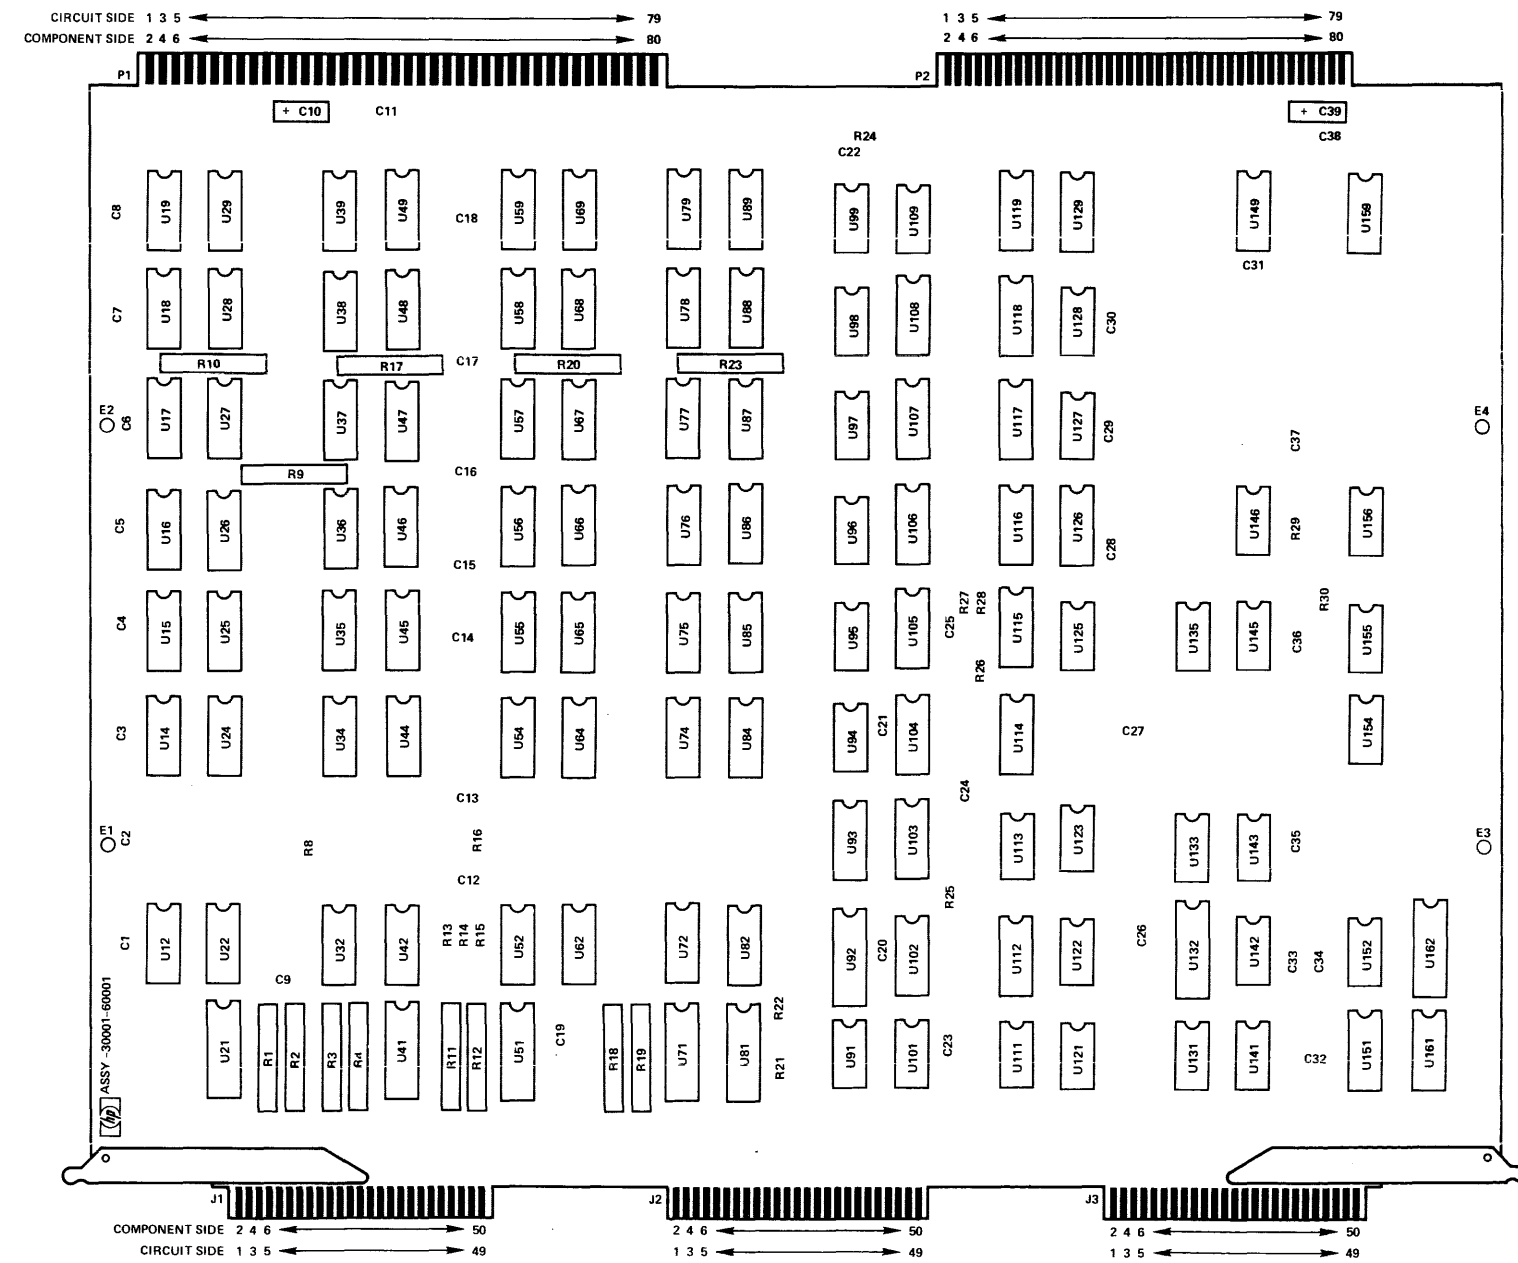 CIRCUIT SIDE 1 3 5 79 1 3 5 79
COMPONENT SIDE 2 4 6 80 2 4 6 80
P1 P2
+ C10 C11 + C39
R24 C38
C22
C8 U19 U29 U39 U49 C18 U59 U69 U79 U89 U99 U109 U119 U129 U149 U159
C31
C7 U18 U28 U38 U48 U58 U68 U78 U88 U98 U108 U118 U128 C30
R10 R17 C17 R20 R23
E2 C6 U17 U27 U37 U47 U57 U67 U77 U87 U97 U107 U117 U127 C29 C37 E4
R9 C16
C5 U16 U26 U36 U46 U56 U66 U76 U86 U96 U106 U116 U126 C28 U146 R29 U156
C15
R27 R28 R30
C4 U15 U25 U35 U45 C14 U55 U65 U75 U85 U95 U105 C25 U115 U125 U135 U145 C36 U155
R26
C3 U14 U24 U34 U44 U54 U64 U74 U84 U94 C21 U104 U114 C27 U154
C13 C24
E1 C2 R8 R16 U93 U103 U113 U123 U133 U143 C35 E3
C12 R25
C1 U12 U22 U32 U42 R13 R14 R15 U52 U62 U72 U82 U92 C20 U102 U112 U122 C26 U132 U142 C33 C34 U152 U162
C9
R22
ASSY -30001-60001
U21 R1 R2 R3 R4 U41 R11 R12 U51 C19 R18 R19 U71 U81 R21 U91 U101 C23 U111 U121 U131 U141 C32 U151 U161
hp
J1 J2 J3
COMPONENT SIDE 2 4 6 50 2 4 6 50 2 4 6 50
CIRCUIT SIDE 1 3 5 49 1 3 5 49 1 3 5 49